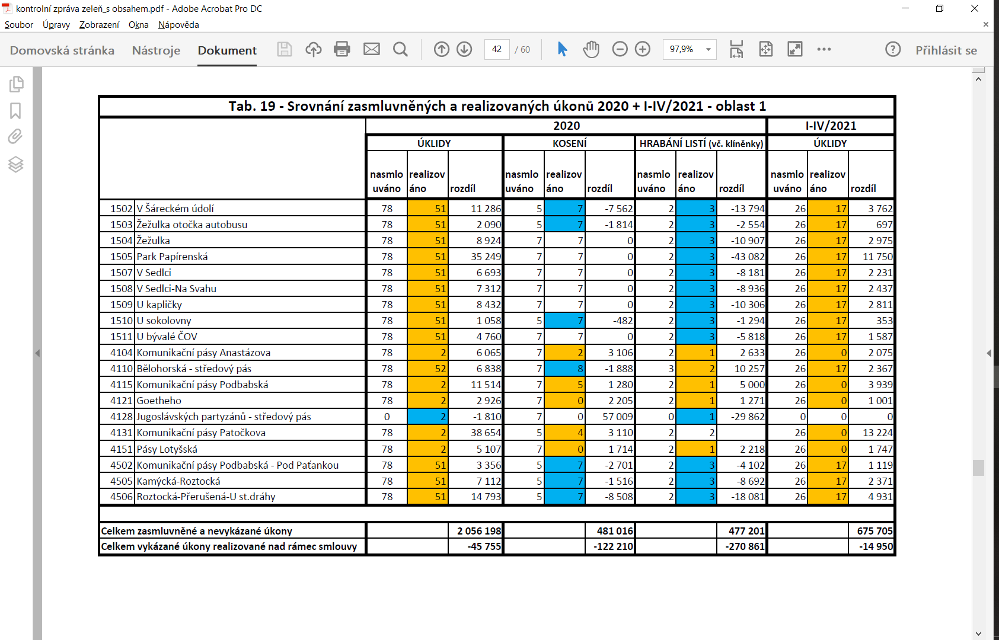 kontrolní zpráva zeleň_s obsahem.pdf - Adobe Acrobat Pro DC
Soubor Úpravy Zobrazení Okna Nápověda
Domovská stránka Nástroje Dokument 42 / 60 97,9% Přihlásit se
Tab. 19 - Srovnání zasmluvněných a realizovaných úkonů 2020 + I-IV/2021 - oblast 1
2020 I-IV/2021
ÚKLIDY KOSENÍ HRABÁNÍ LISTÍ (vč. klíněnky) ÚKLIDY
nasmlo realizov nasmlo realizov nasmlo realizov nasmlo realizov
uváno áno rozdíl uváno áno rozdíl uváno áno rozdíl uváno áno rozdíl
1502 V Šáreckém údolí 78 51 11 286 5 7 -7 562 2 3 -13 794 26 17 3 762
1503 Žežulka otočka autobusu 78 51 2 090 5 7 -1 814 2 3 -2 554 26 17 697
1504 Žežulka 78 51 8 924 7 7 0 2 3 -10 907 26 17 2 975
1505 Park Papírenská 78 51 35 249 7 7 0 2 3 -43 082 26 17 11 750
1507 V Sedlci 78 51 6 693 7 7 0 2 3 -8 181 26 17 2 231
1508 V Sedlci-Na Svahu 78 51 7 312 7 7 0 2 3 -8 936 26 17 2 437
1509 U kapličky 78 51 8 432 7 7 0 2 3 -10 306 26 17 2 811
1510 U sokolovny 78 51 1 058 5 7 -482 2 3 -1 294 26 17 353
1511 U bývalé ČOV 78 51 4 760 7 7 0 2 3 -5 818 26 17 1 587
4104 Komunikační pásy Anastázova 78 2 6 065 7 2 3 106 2 1 2 633 26 0 2 075
4110 Bělohorská - středový pás 78 52 6 838 7 8 -1 888 3 2 10 257 26 17 2 367
4115 Komunikační pásy Podbabská 78 2 11 514 7 5 1 280 2 1 5 000 26 0 3 939
4121 Goetheho 78 2 2 926 7 0 2 205 2 1 1 271 26 0 1 001
4128 Jugoslávských partyzánů - středový pás 0 2 -1 810 7 0 57 009 0 1 -29 862 0 0 0
4131 Komunikační pásy Patočkova 78 2 38 654 5 4 3 110 2 2 26 0 13 224
4151 Pásy Lotyšská 78 2 5 107 7 0 1 714 2 1 2 218 26 0 1 747
4502 Komunikační pásy Podbabská - Pod Paťankou 78 51 3 356 5 7 -2 701 2 3 -4 102 26 17 1 119
4505 Kamýcká-Roztocká 78 51 7 112 5 7 -1 516 2 3 -8 692 26 17 2 371
4506 Roztocká-Přerušená-U st.dráhy 78 51 14 793 5 7 -8 508 2 3 -18 081 26 17 4 931
Celkem zasmluvněné a nevykázané úkony 2 056 198 481 016 477 201 675 705
Celkem vykázané úkony realizované nad rámec smlouvy -45 755 -122 210 -270 861 -14 950